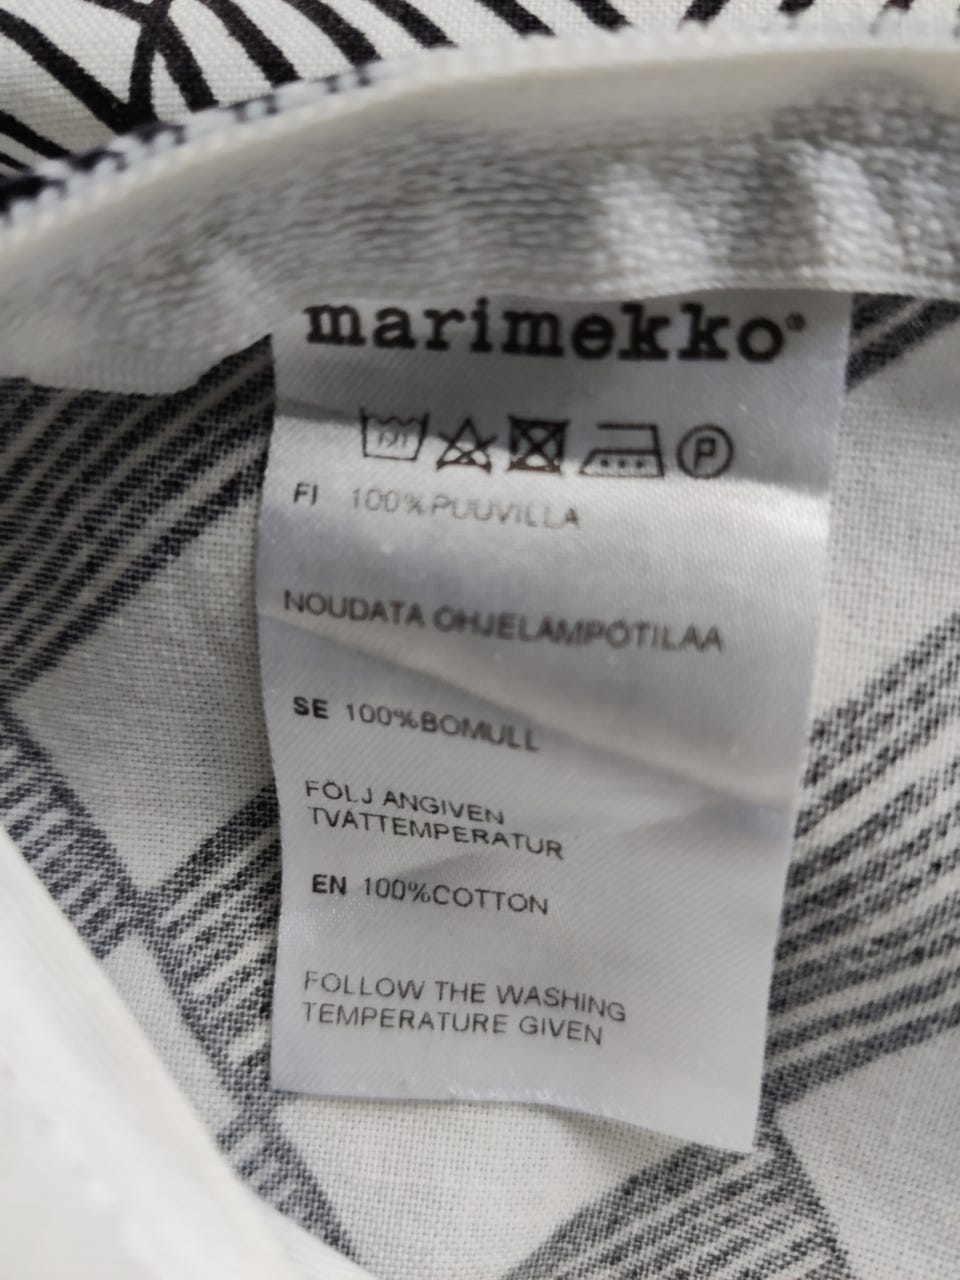 marimekko®
P
FI 100%PUUVILLA
NOUDATA OHJELÄMPÖTILAA
SE 100%BOMULL
FÖLJ ANGIVEN
TVÄTTEMPERATUR
EN 100%COTTON
FOLLOW THE WASHING
TEMPERATURE GIVEN